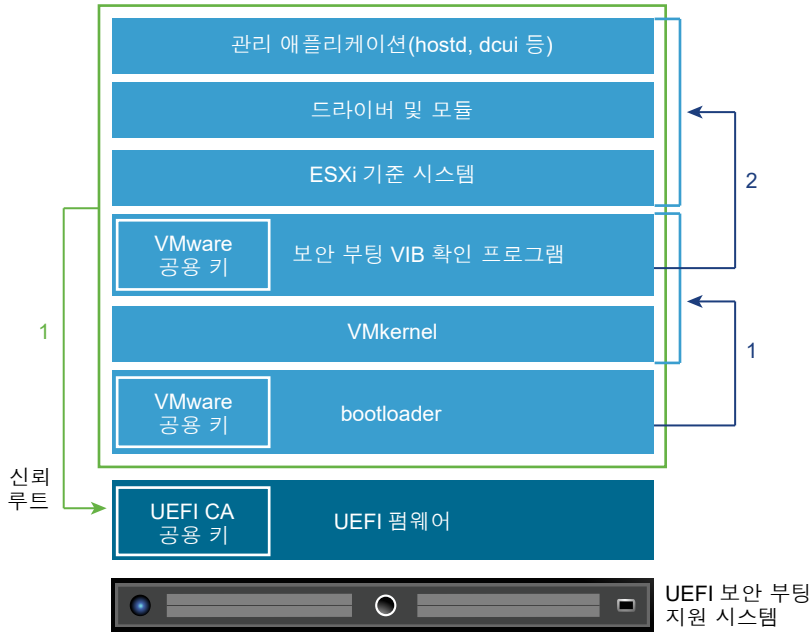 관리 애플리케이션(hostd, dcui 등)
드라이버 및 모듈
ESXi 기준 시스템
2
VMware
공용 키
보안 부팅 VIB 확인 프로그램
1
VMkernel
1
VMware
공용 키
bootloader
신뢰
루트
UEFI CA
공용 키
UEFI 펌웨어
UEFI 보안 부팅
지원 시스템